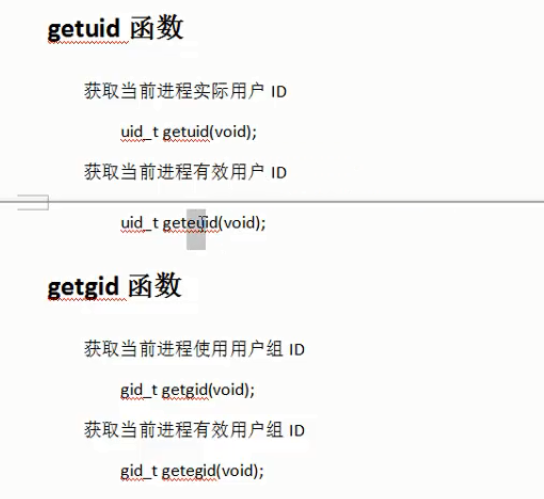 getuid 函数
获取当前进程实际用户 ID
uid_t getuid(void);
获取当前进程有效用户 ID
uid_t geteuid(void);
getgid 函数
获取当前进程使用用户组 ID
gid_t getgid(void);
获取当前进程有效用户组 ID
gid_t getegid(void);